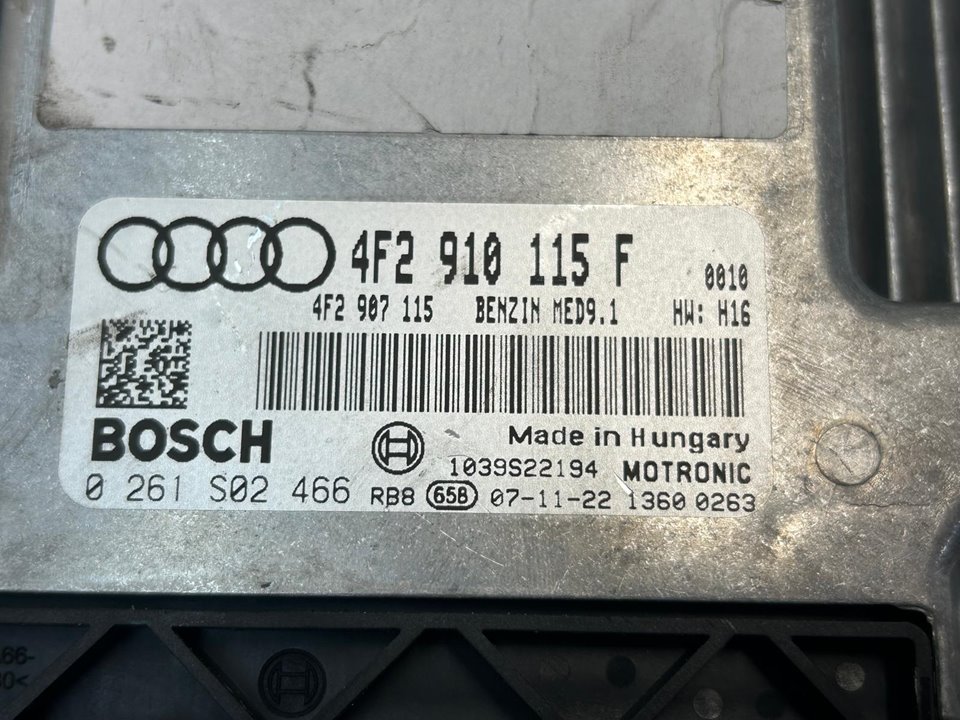 4F2 910 115 F 0010
4F2 907 115 BENZIN MED9.1 HW: H16
BOSCH
Made in Hungary
1039S22194 MOTRONIC
0 261 S02 466 RB8 658 07-11-22 1360 0263